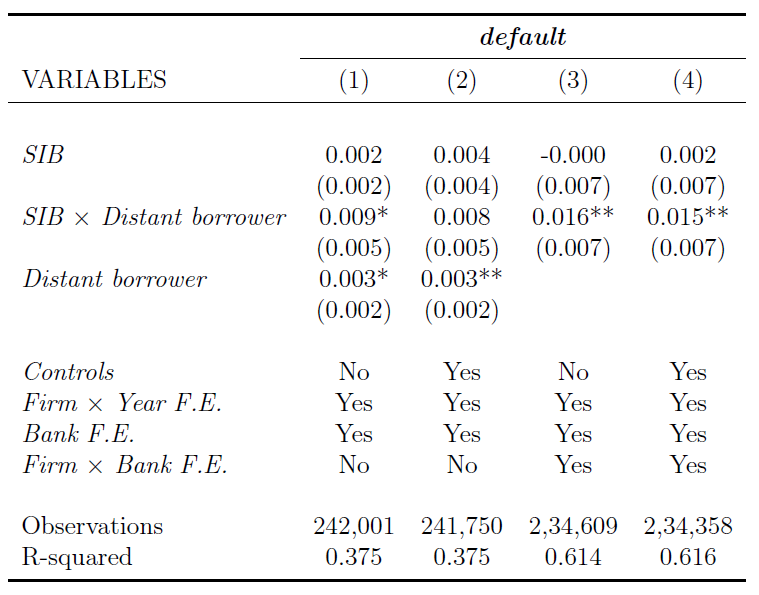 default
VARIABLES (1) (2) (3) (4)
SIB 0.002 0.004 -0.000 0.002
(0.002) (0.004) (0.007) (0.007)
SIB × Distant borrower 0.009* 0.008 0.016** 0.015**
(0.005) (0.005) (0.007) (0.007)
Distant borrower 0.003* 0.003**
(0.002) (0.002)
Controls No Yes No Yes
Firm × Year F.E. Yes Yes Yes Yes
Bank F.E. Yes Yes Yes Yes
Firm × Bank F.E. No No Yes Yes
Observations 242,001 241,750 2,34,609 2,34,358
R-squared 0.375 0.375 0.614 0.616